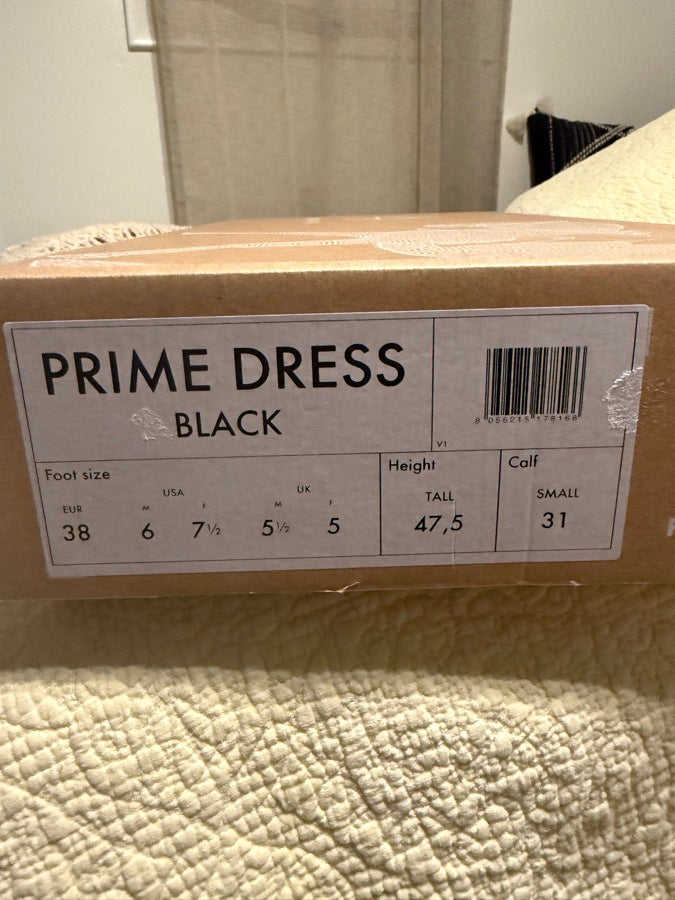 PRIME DRESS
BLACK
8 056215 178166
V1
Foot size
USA
UK
EUR
M
F
M
F
38
6
7½
5½
5
Height
TALL
47,5
Calf
SMALL
31